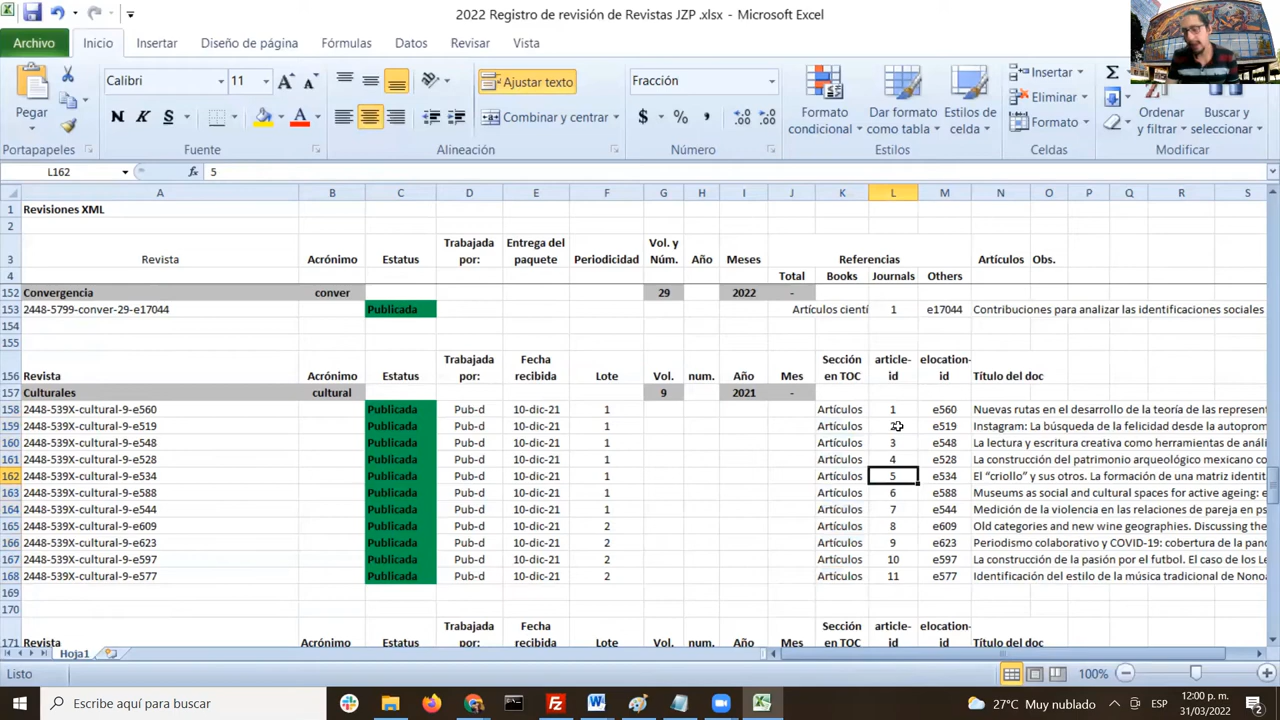 2022 Registro de revisión de Revistas JZP .xlsx - Microsoft Excel
Archivo Inicio Insertar Diseño de página Fórmulas Datos Revisar Vista
Calibri 11 Ajustar texto Fracción Insertar Σ
Pegar N K S Combinar y centrar $ % Formato condicional Dar formato como tabla Estilos de celda Eliminar Formato Ordenar y filtrar Buscar y seleccionar
Portapapeles Fuente Alineación Número Estilos Celdas Modificar
L162 fx 5
A B C D E F G H I J K L M N O P Q R S
1 Revisiones XML
2
3 Revista Acrónimo Estatus Trabajada por: Entrega del paquete Periodicidad Vol. y Núm. Año Meses Referencias Artículos Obs.
4 Total Books Journals Others
152 Convergencia conver 29 2022 -
153 2448-5799-conver-29-e17044 Publicada Artículos cientí 1 e17044 Contribuciones para analizar las identificaciones sociales
154
155
156 Revista Acrónimo Estatus Trabajada por: Fecha recibida Lote Vol. num. Año Mes Sección en TOC article-id elocation-id Título del doc
157 Culturales cultural 9 2021 -
158 2448-539X-cultural-9-e560 Publicada Pub-d 10-dic-21 1 Artículos 1 e560 Nuevas rutas en el desarrollo de la teoría de las represent
159 2448-539X-cultural-9-e519 Publicada Pub-d 10-dic-21 1 Artículos 2 e519 Instagram: La búsqueda de la felicidad desde la autoprom
160 2448-539X-cultural-9-e548 Publicada Pub-d 10-dic-21 1 Artículos 3 e548 La lectura y escritura creativa como herramientas de análi
161 2448-539X-cultural-9-e528 Publicada Pub-d 10-dic-21 1 Artículos 4 e528 La construcción del patrimonio arqueológico mexicano co
162 2448-539X-cultural-9-e534 Publicada Pub-d 10-dic-21 1 Artículos 5 e534 El “criollo” y sus otros. La formación de una matriz identit
163 2448-539X-cultural-9-e588 Publicada Pub-d 10-dic-21 1 Artículos 6 e588 Museums as social and cultural spaces for active ageing: e
164 2448-539X-cultural-9-e544 Publicada Pub-d 10-dic-21 1 Artículos 7 e544 Medición de la violencia en las relaciones de pareja en ps
165 2448-539X-cultural-9-e609 Publicada Pub-d 10-dic-21 2 Artículos 8 e609 Old categories and new wine geographies. Discussing the
166 2448-539X-cultural-9-e623 Publicada Pub-d 10-dic-21 2 Artículos 9 e623 Periodismo colaborativo y COVID-19: cobertura de la pand
167 2448-539X-cultural-9-e597 Publicada Pub-d 10-dic-21 2 Artículos 10 e597 La construcción de la pasión por el futbol. El caso de los Le
168 2448-539X-cultural-9-e577 Publicada Pub-d 10-dic-21 2 Artículos 11 e577 Identificación del estilo de la música tradicional de Nonoa
169
170
171 Revista Acrónimo Estatus Trabajada por: Fecha recibida Lote Vol. num. Año Mes Sección en TOC article-id elocation-id Título del doc
Hoja1
Listo 100%
Escribe aquí para buscar 27°C Muy nublado ESP 12:00 p. m. 31/03/2022 2